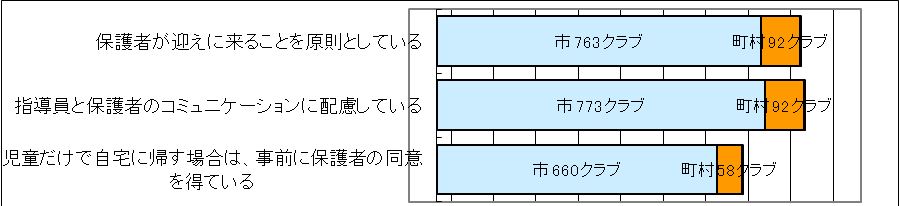 保護者が迎えに来ることを原則としている
市763クラブ
町村92クラブ
指導員と保護者のコミュニケーションに配慮している
市773クラブ
町村92クラブ
児童だけで自宅に帰す場合は、事前に保護者の同意
を得ている
市660クラブ
町村58クラブ